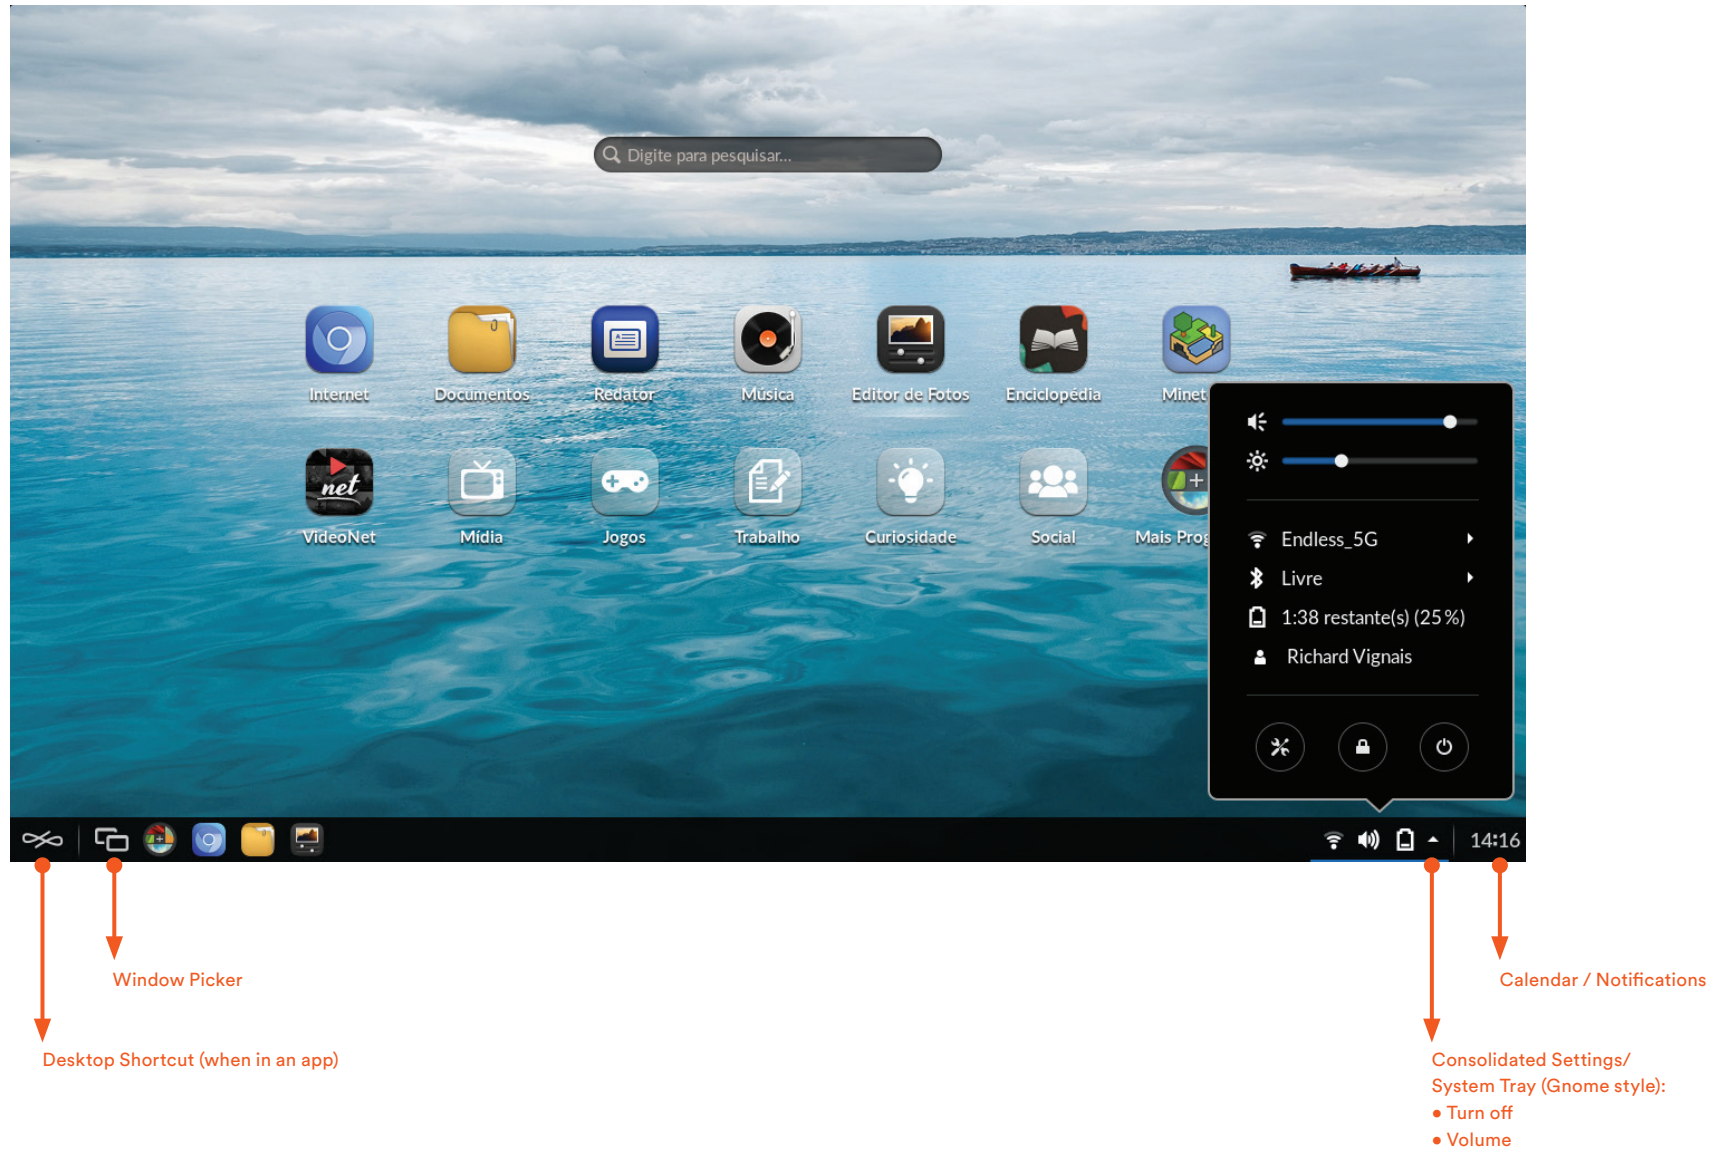 Digite para pesquisar...
Internet
Documentos
Redator
Música
Editor de Fotos
Enciclopédia
Minet
net
VideoNet
Mídia
Jogos
Trabalho
Curiosidade
Social
Mais Prog
Endless_5G
Livre
1:38 restante(s) (25%)
Richard Vignais
14:16
Window Picker
Calendar / Notifications
Desktop Shortcut (when in an app)
Consolidated Settings/
System Tray (Gnome style):
• Turn off
• Volume